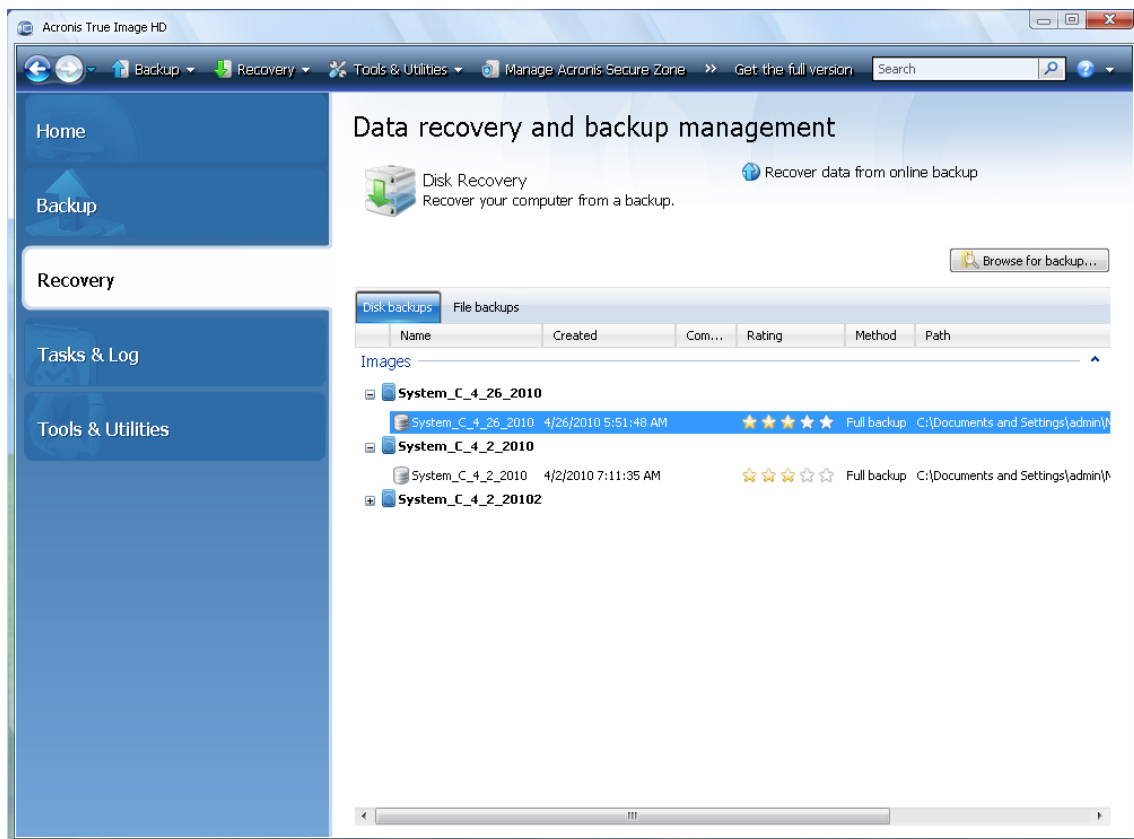 Acronis True Image HD
Backup Recovery Tools & Utilities Manage Acronis Secure Zone >> Get the full version Search
Home
Backup
Recovery
Tasks & Log
Tools & Utilities
Data recovery and backup management
Disk Recovery
Recover your computer from a backup.
Recover data from online backup
Browse for backup...
Disk backups File backups
Name Created Com... Rating Method Path
Images
System_C_4_26_2010
System_C_4_26_2010 4/26/2010 5:51:48 AM Full backup C:\Documents and Settings\admin\
System_C_4_2_2010
System_C_4_2_2010 4/2/2010 7:11:35 AM Full backup C:\Documents and Settings\admin\
System_C_4_2_20102